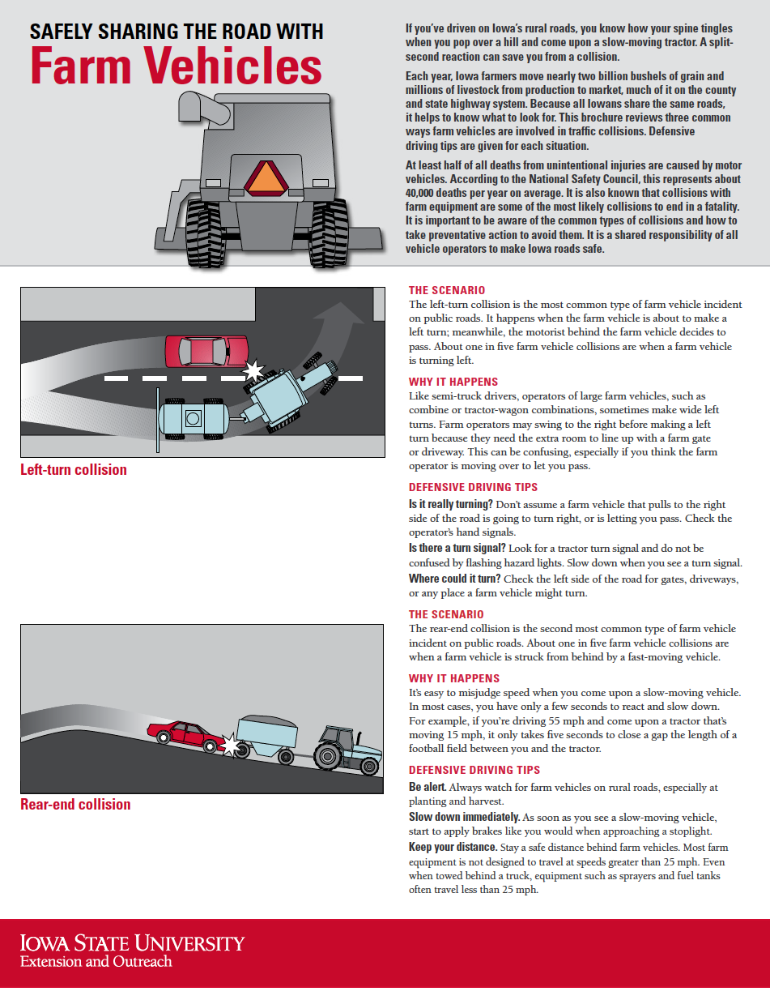 SAFELY SHARING THE ROAD WITH
Farm Vehicles
If you’ve driven on Iowa’s rural roads, you know how your spine tingles
when you pop over a hill and come upon a slow-moving tractor. A split-
second reaction can save you from a collision.
Each year, Iowa farmers move nearly two billion bushels of grain and
millions of livestock from production to market, much of it on the county
and state highway system. Because all Iowans share the same roads,
it helps to know what to look for. This brochure reviews three common
ways farm vehicles are involved in traffic collisions. Defensive
driving tips are given for each situation.
At least half of all deaths from unintentional injuries are caused by motor
vehicles. According to the National Safety Council, this represents about
40,000 deaths per year on average. It is also known that collisions with
farm equipment are some of the most likely collisions to end in a fatality.
It is important to be aware of the common types of collisions and how to
take preventative action to avoid them. It is a shared responsibility of all
vehicle operators to make Iowa roads safe.
Left-turn collision
THE SCENARIO
The left-turn collision is the most common type of farm vehicle incident
on public roads. It happens when the farm vehicle is about to make a
left turn; meanwhile, the motorist behind the farm vehicle decides to
pass. About one in five farm vehicle collisions are when a farm vehicle
is turning left.
WHY IT HAPPENS
Like semi-truck drivers, operators of large farm vehicles, such as
combine or tractor-wagon combinations, sometimes make wide left
turns. Farm operators may swing to the right before making a left
turn because they need the extra room to line up with a farm gate
or driveway. This can be confusing, especially if you think the farm
operator is moving over to let you pass.
DEFENSIVE DRIVING TIPS
Is it really turning? Don’t assume a farm vehicle that pulls to the right
side of the road is going to turn right, or is letting you pass. Check the
operator’s hand signals.
Is there a turn signal? Look for a tractor turn signal and do not be
confused by flashing hazard lights. Slow down when you see a turn signal.
Where could it turn? Check the left side of the road for gates, driveways,
or any place a farm vehicle might turn.
Rear-end collision
THE SCENARIO
The rear-end collision is the second most common type of farm vehicle
incident on public roads. About one in five farm vehicle collisions are
when a farm vehicle is struck from behind by a fast-moving vehicle.
WHY IT HAPPENS
It’s easy to misjudge speed when you come upon a slow-moving vehicle.
In most cases, you have only a few seconds to react and slow down.
For example, if you’re driving 55 mph and come upon a tractor that’s
moving 15 mph, it only takes five seconds to close a gap the length of a
football field between you and the tractor.
DEFENSIVE DRIVING TIPS
Be alert. Always watch for farm vehicles on rural roads, especially at
planting and harvest.
Slow down immediately. As soon as you see a slow-moving vehicle,
start to apply brakes like you would when approaching a stoplight.
Keep your distance. Stay a safe distance behind farm vehicles. Most farm
equipment is not designed to travel at speeds greater than 25 mph. Even
when towed behind a truck, equipment such as sprayers and fuel tanks
often travel less than 25 mph.
IOWA STATE UNIVERSITY
Extension and Outreach